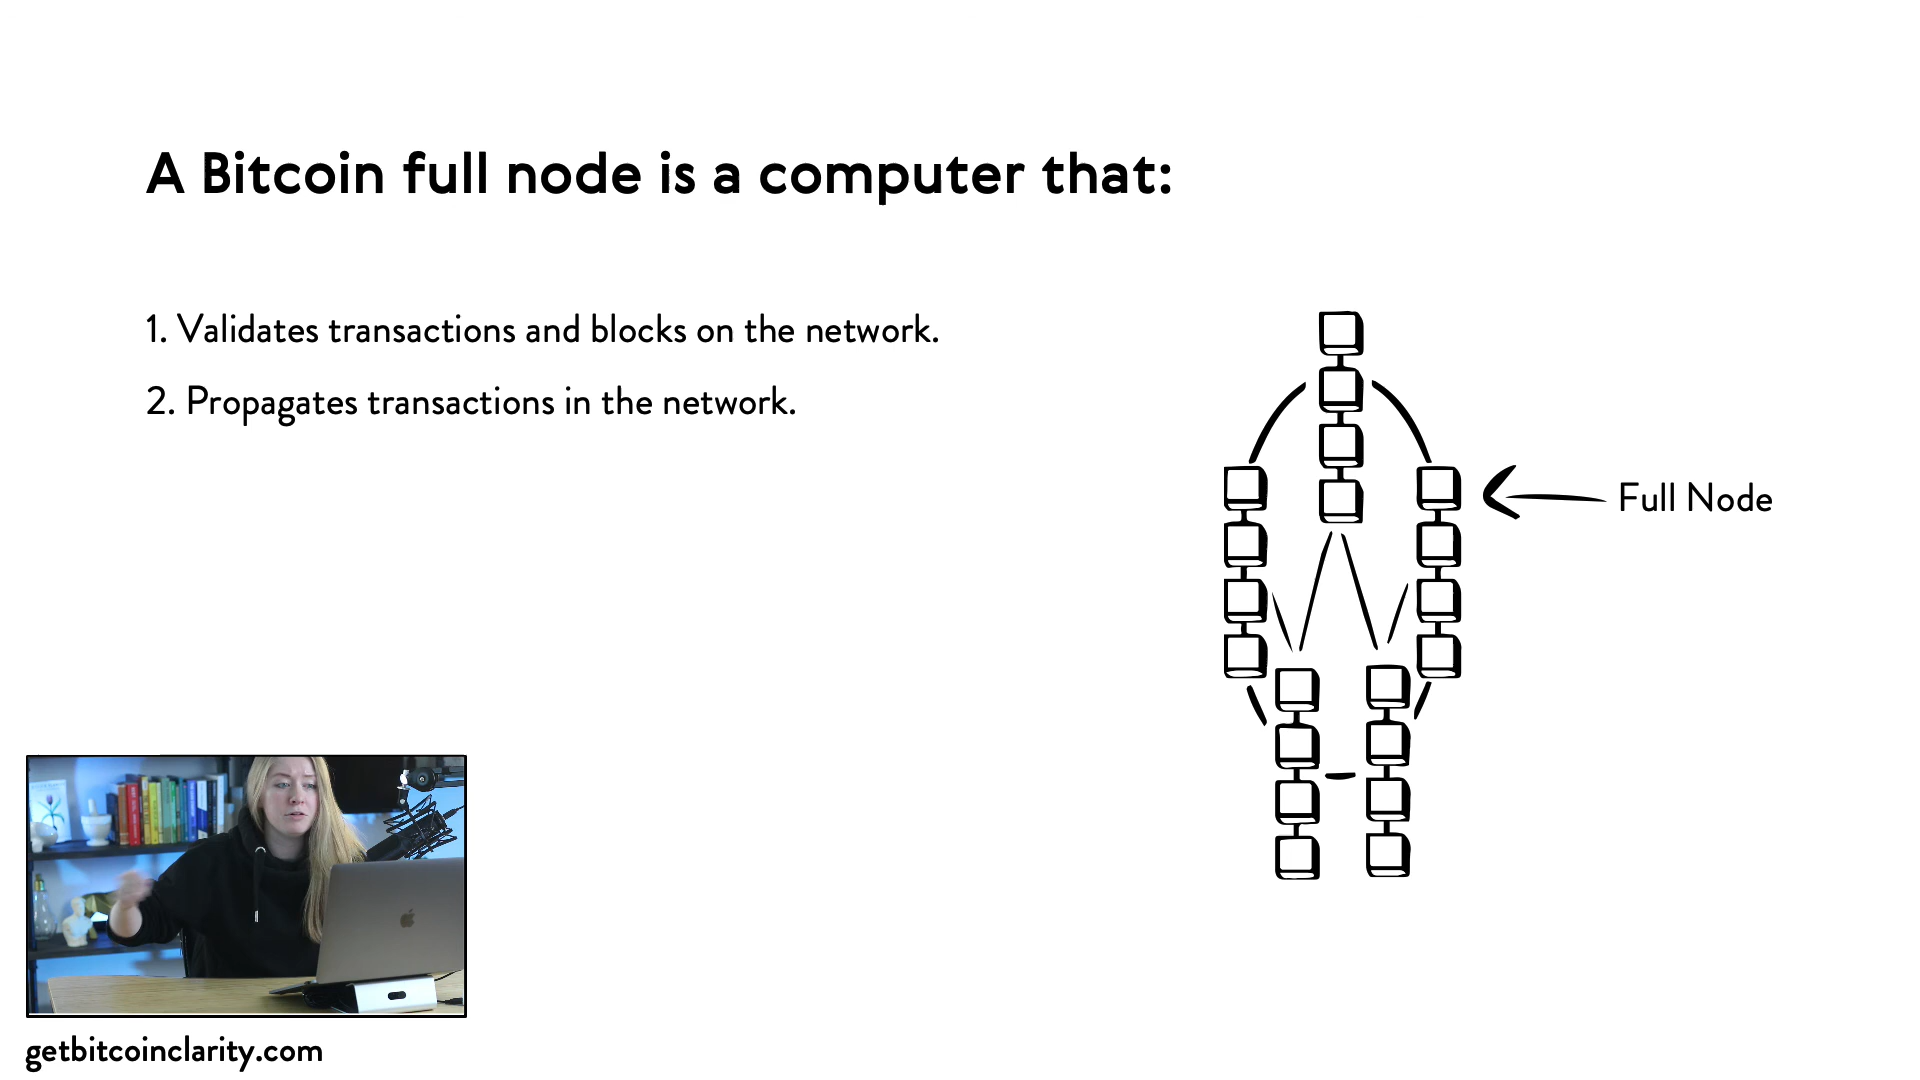 A Bitcoin full node is a computer that:
1. Validates transactions and blocks on the network.
2. Propagates transactions in the network.
Full Node
getbitcoinclarity.com